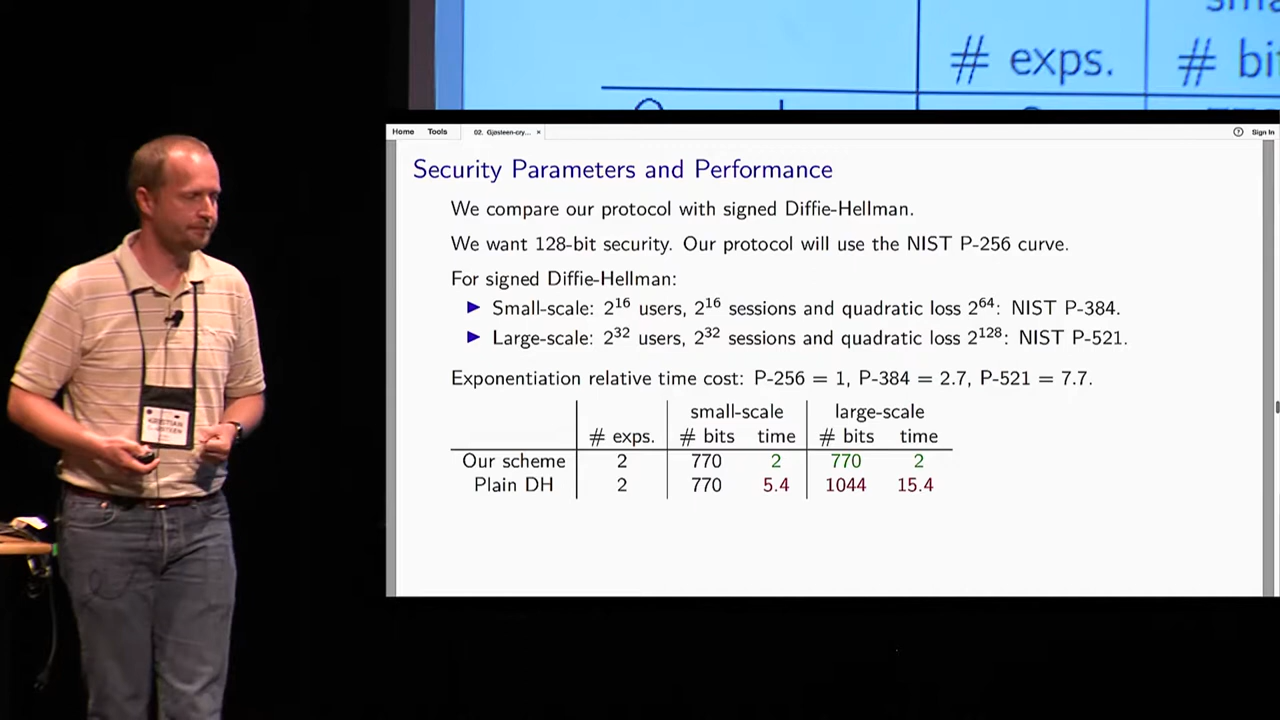 # exps.
# bi
Home Tools 02. Gjøsteen-cry... × ? Sign In
Security Parameters and Performance
We compare our protocol with signed Diffie-Hellman.
We want 128-bit security. Our protocol will use the NIST P-256 curve.
For signed Diffie-Hellman:
▶ Small-scale: 2^16 users, 2^16 sessions and quadratic loss 2^64: NIST P-384.
▶ Large-scale: 2^32 users, 2^32 sessions and quadratic loss 2^128: NIST P-521.
Exponentiation relative time cost: P-256 = 1, P-384 = 2.7, P-521 = 7.7.
small-scale large-scale
# exps. # bits time # bits time
Our scheme 2 770 2 770 2
Plain DH 2 770 5.4 1044 15.4